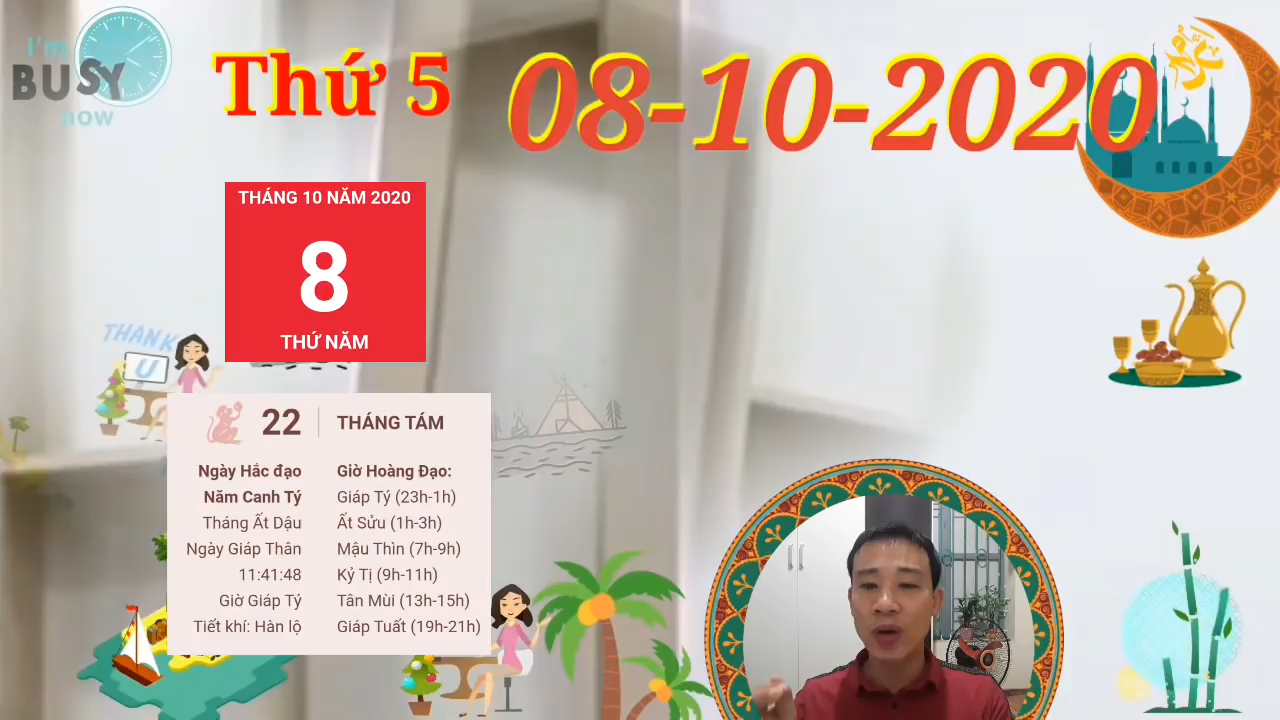 I'm
BUSY
now
Thứ 5
08-10-2020
THÁNG 10 NĂM 2020
8
THỨ NĂM
THANK
U
22
THÁNG TÁM
Ngày Hắc đạo
Năm Canh Tý
Tháng Ất Dậu
Ngày Giáp Thân
11:41:48
Giờ Giáp Tý
Tiết khí: Hàn lộ
Giờ Hoàng Đạo:
Giáp Tý (23h-1h)
Ất Sửu (1h-3h)
Mậu Thìn (7h-9h)
Kỷ Tị (9h-11h)
Tân Mùi (13h-15h)
Giáp Tuất (19h-21h)